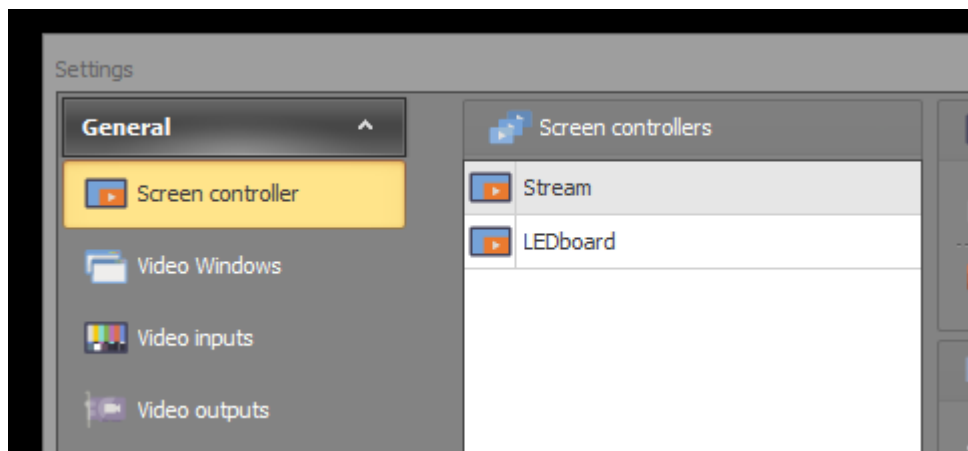 Settings
General
Screen controller
Video Windows
Video inputs
Video outputs
Screen controllers
Stream
LEDboard